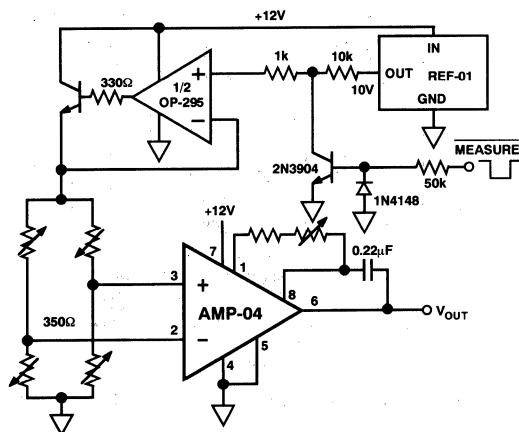 +12V
IN
OUT
REF-01
10V
GND
330Ω
1/2
OP-295
+
−
1k
10k
MEASURE
2N3904
1N4148
50k
+12V
7
1
0.22µF
3
+
8
6
AMP-04
VOUT
350Ω
2
−
5
4